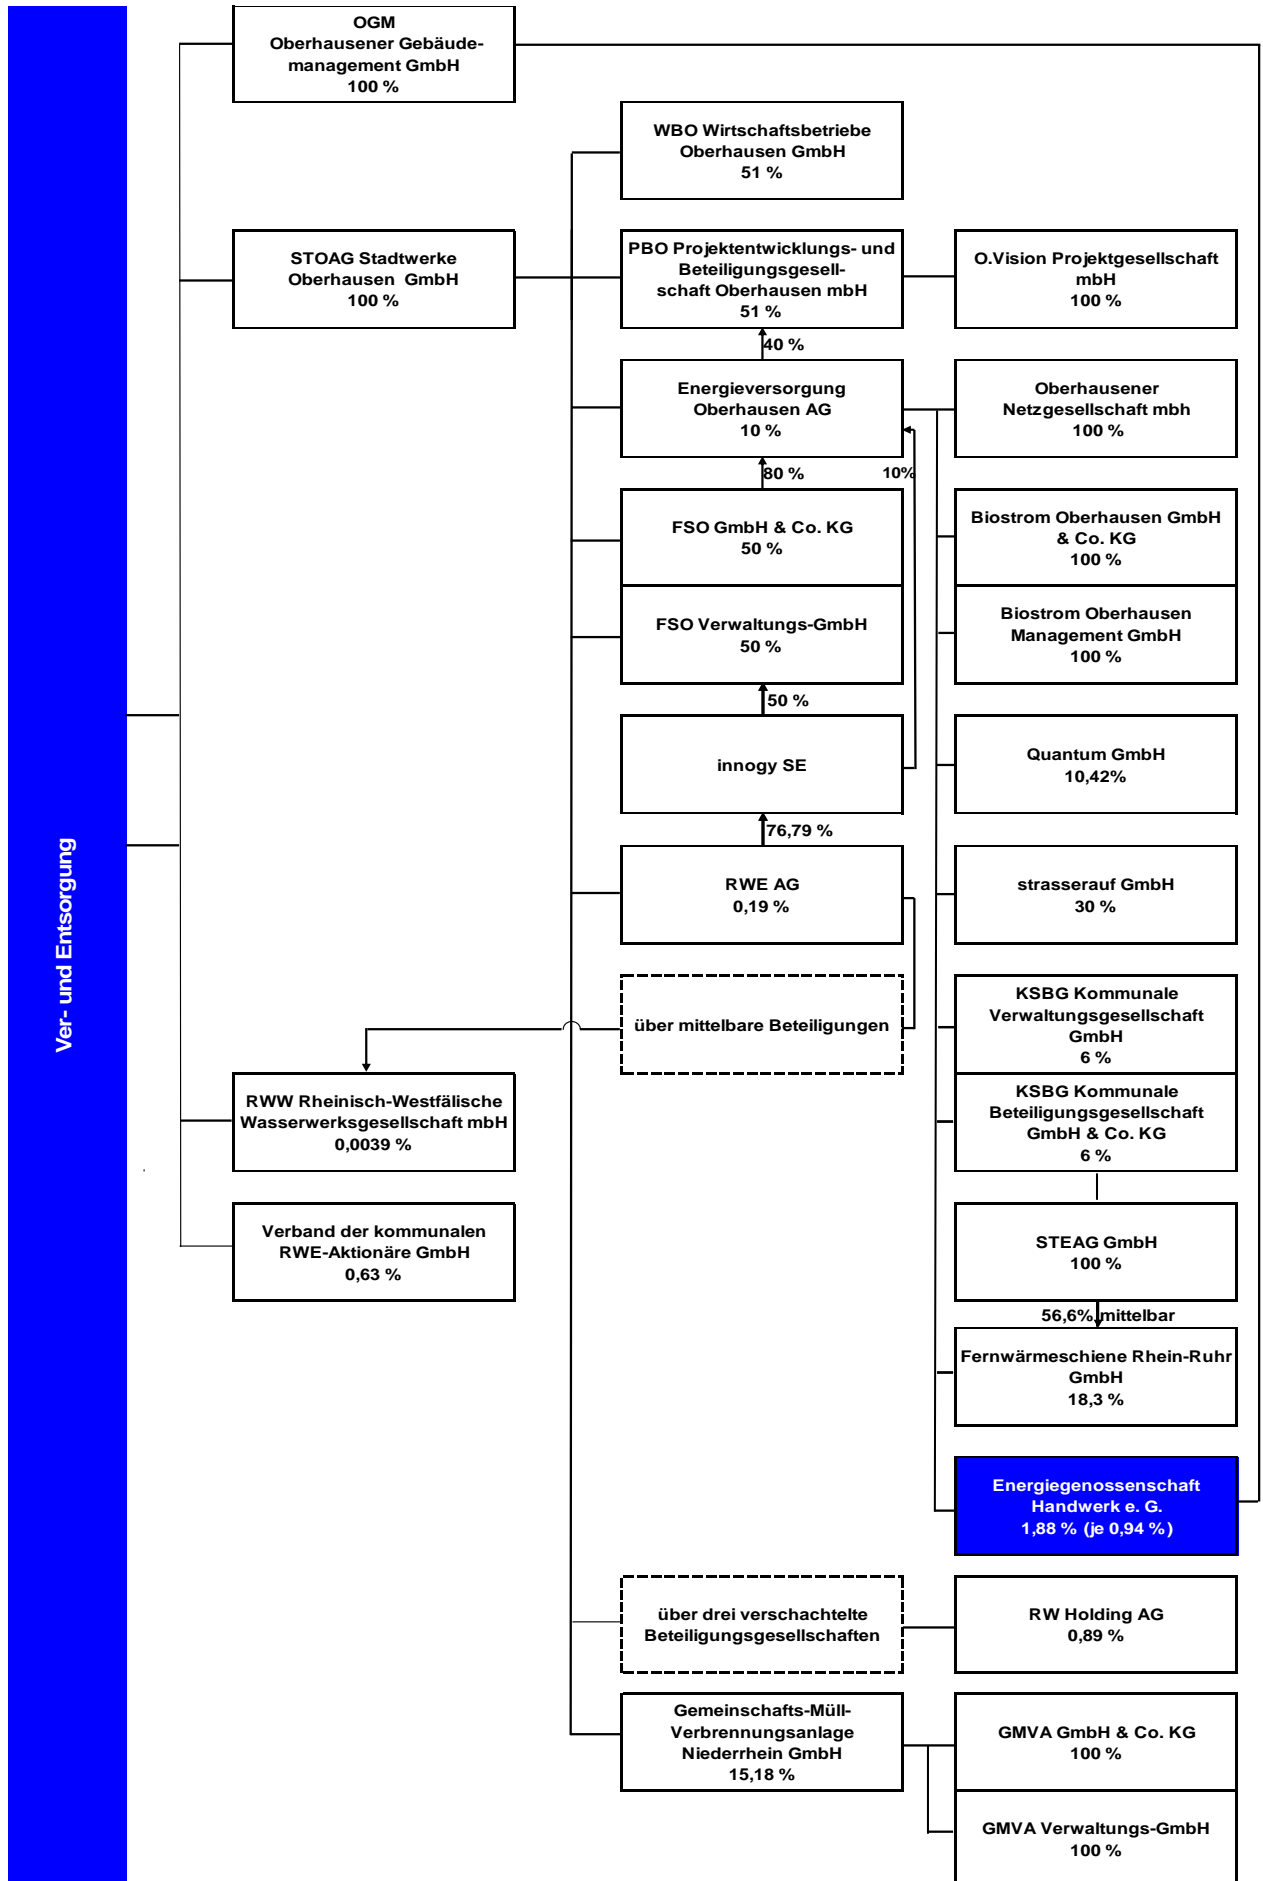 Ver- und Entsorgung
OGM
Oberhausener Gebäude-
management GmbH
100 %
WBO Wirtschaftsbetriebe
Oberhausen GmbH
51 %
STOAG Stadtwerke
Oberhausen GmbH
100 %
PBO Projektentwicklungs- und
Beteiligungsgesell-
schaft Oberhausen mbH
51 %
O.Vision Projektgesellschaft
mbH
100 %
40 %
Energieversorgung
Oberhausen AG
10 %
Oberhausener
Netzgesellschaft mbh
100 %
80 %
10%
FSO GmbH & Co. KG
50 %
Biostrom Oberhausen GmbH
& Co. KG
100 %
FSO Verwaltungs-GmbH
50 %
Biostrom Oberhausen
Management GmbH
100 %
50 %
innogy SE
Quantum GmbH
10,42%
76,79 %
RWE AG
0,19 %
strasserauf GmbH
30 %
über mittelbare Beteiligungen
KSBG Kommunale
Verwaltungsgesellschaft
GmbH
6 %
RWW Rheinisch-Westfälische
Wasserwerksgesellschaft mbH
0,0039 %
KSBG Kommunale
Beteiligungsgesellschaft
GmbH & Co. KG
6 %
Verband der kommunalen
RWE-Aktionäre GmbH
0,63 %
STEAG GmbH
100 %
56,6% mittelbar
Fernwärmeschiene Rhein-Ruhr
GmbH
18,3 %
Energiegenossenschaft
Handwerk e. G.
1,88 % (je 0,94 %)
über drei verschachtelte
Beteiligungsgesellschaften
RW Holding AG
0,89 %
Gemeinschafts-Müll-
Verbrennungsanlage
Niederrhein GmbH
15,18 %
GMVA GmbH & Co. KG
100 %
GMVA Verwaltungs-GmbH
100 %